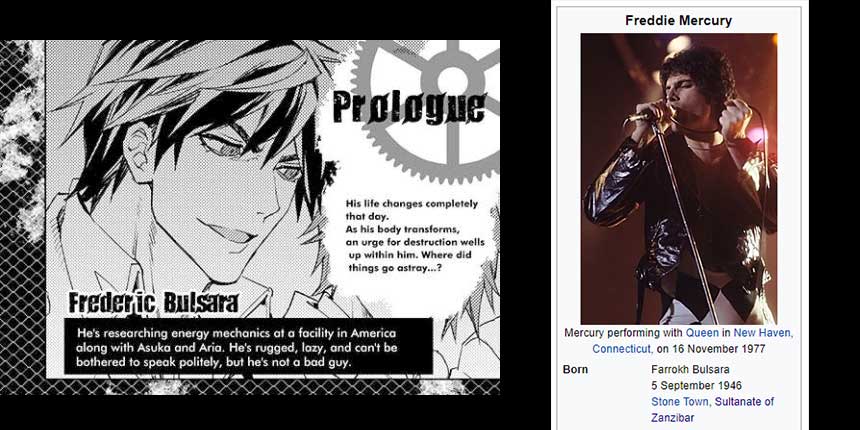 Prologue
His life changes completely
that day.
As his body transforms,
an urge for destruction wells
up within him. Where did
things go astray...?
Frederic Bulsara
He's researching energy mechanics at a facility in America
along with Asuka and Aria. He's rugged, lazy, and can't be
bothered to speak politely, but he's not a bad guy.
Freddie Mercury
Mercury performing with Queen in New Haven,
Connecticut, on 16 November 1977
Born Farrokh Bulsara
5 September 1946
Stone Town, Sultanate of
Zanzibar